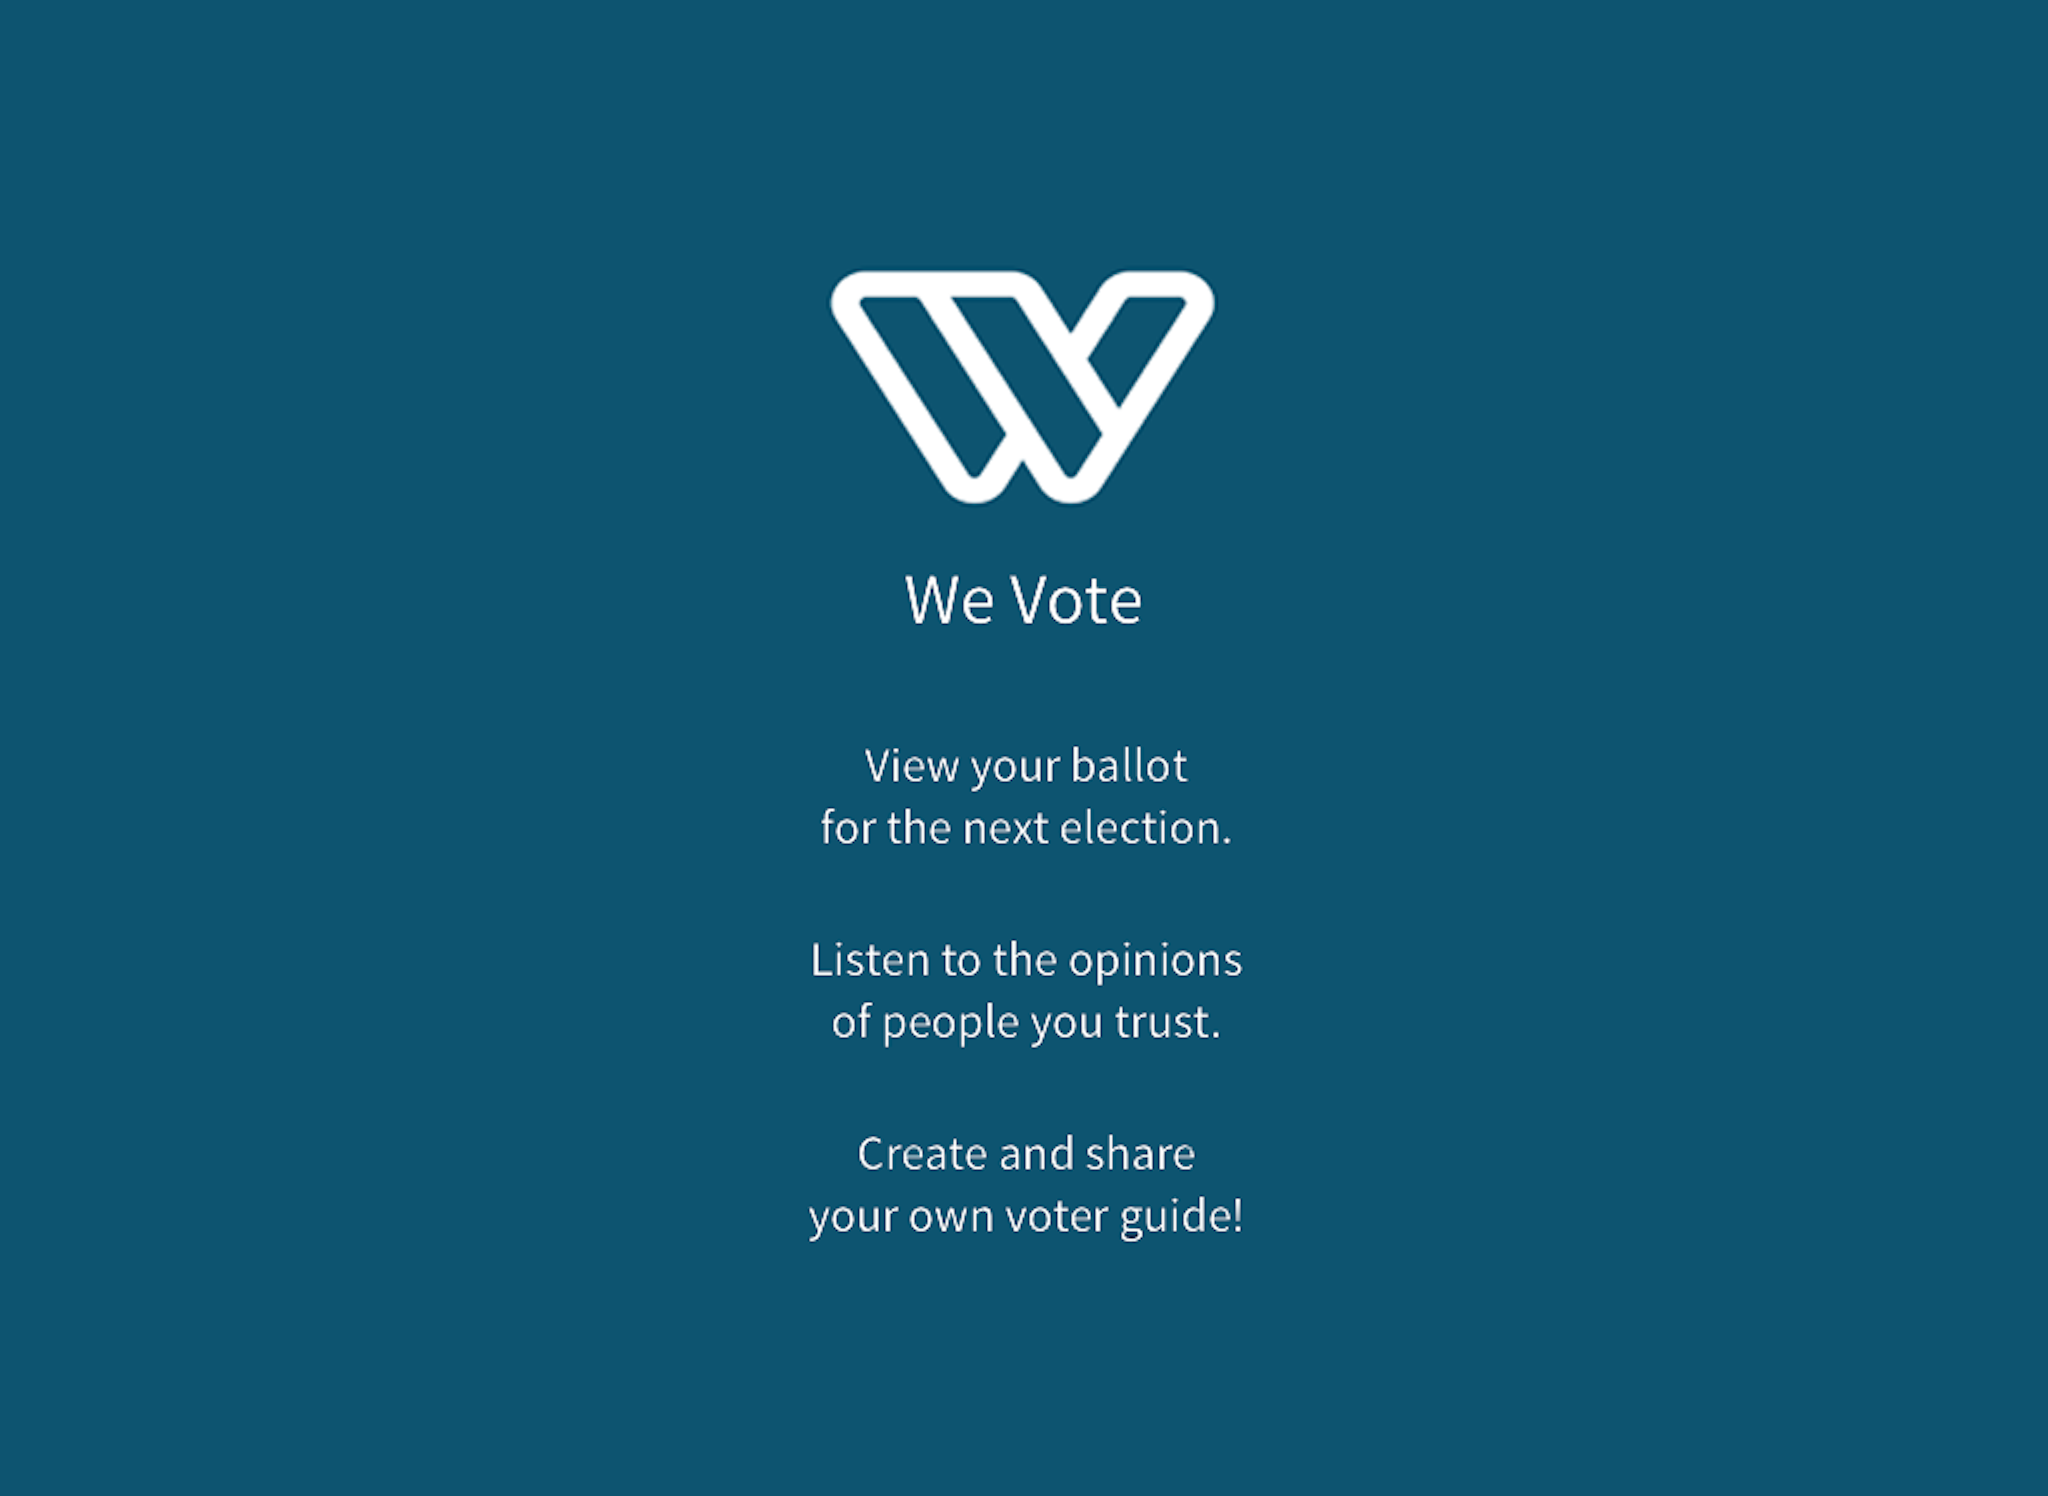 We Vote
View your ballot
for the next election.
Listen to the opinions
of people you trust.
Create and share
your own voter guide!